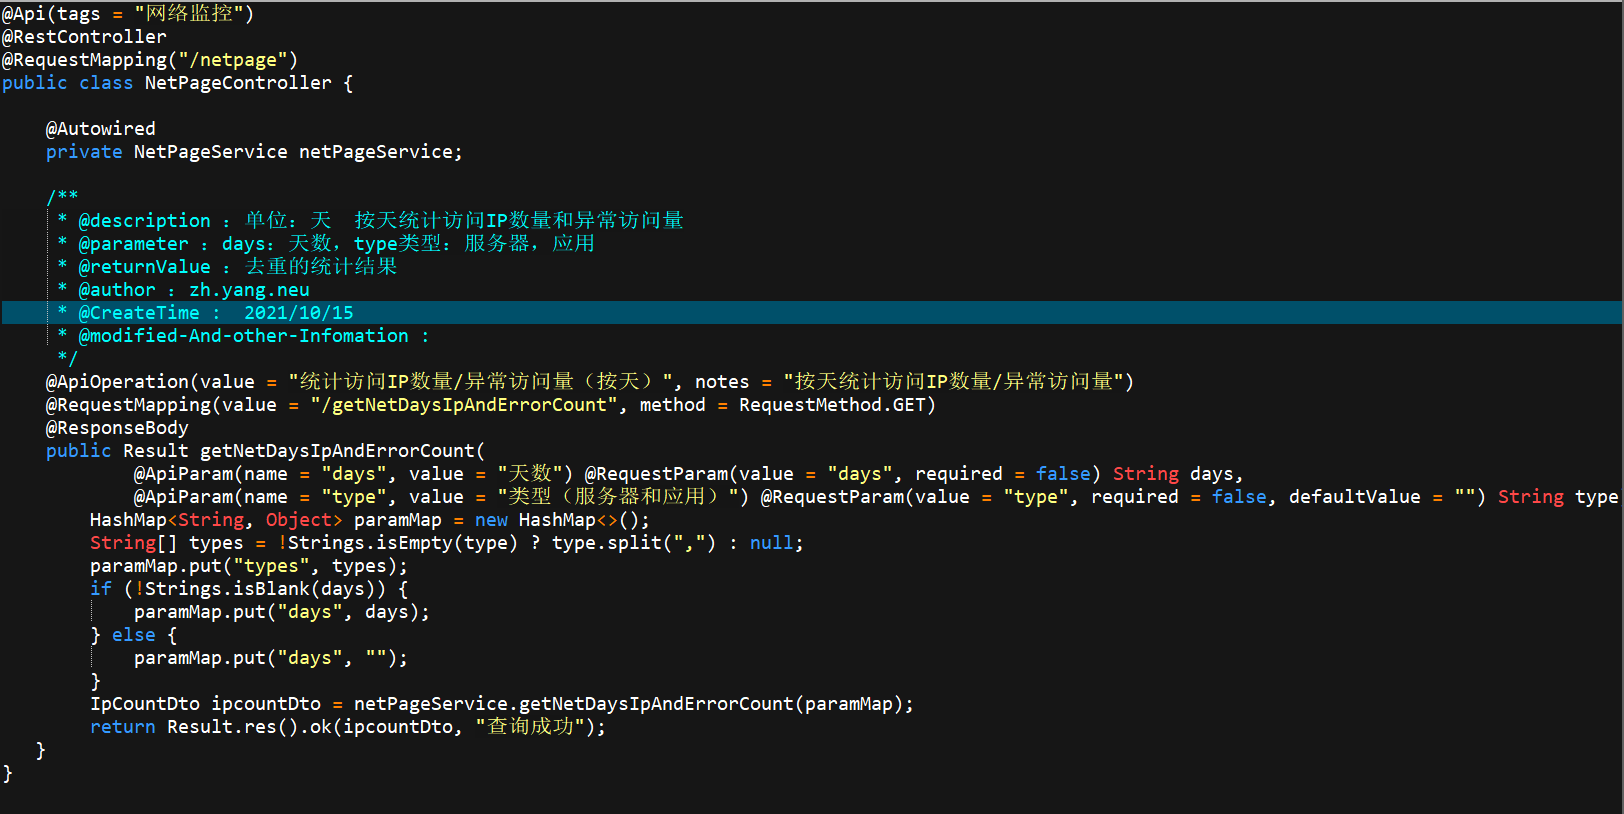 @Api(tags = "网络监控")
@RestController
@RequestMapping("/netpage")
public class NetPageController {
@Autowired
private NetPageService netPageService;
/**
* @description : 单位: 天  按天统计访问IP数量和异常访问量
* @parameter : days: 天数, type类型: 服务器, 应用
* @returnValue : 去重的统计结果
* @author : zh.yang.neu
* @CreateTime :  2021/10/15
* @modified-And-other-Infomation :
*/
@ApiOperation(value = "统计访问IP数量/异常访问量（按天）", notes = "按天统计访问IP数量/异常访问量")
@RequestMapping(value = "/getNetDaysIpAndErrorCount", method = RequestMethod.GET)
@ResponseBody
public Result getNetDaysIpAndErrorCount(
@ApiParam(name = "days", value = "天数") @RequestParam(value = "days", required = false) String days,
@ApiParam(name = "type", value = "类型（服务器和应用）") @RequestParam(value = "type", required = false, defaultValue = "") String type
HashMap<String, Object> paramMap = new HashMap<>();
String[] types = !Strings.isEmpty(type) ? type.split(",") : null;
paramMap.put("types", types);
if (!Strings.isBlank(days)) {
paramMap.put("days", days);
} else {
paramMap.put("days", "");
}
IpCountDto ipcountDto = netPageService.getNetDaysIpAndErrorCount(paramMap);
return Result.res().ok(ipcountDto, "查询成功");
}
}